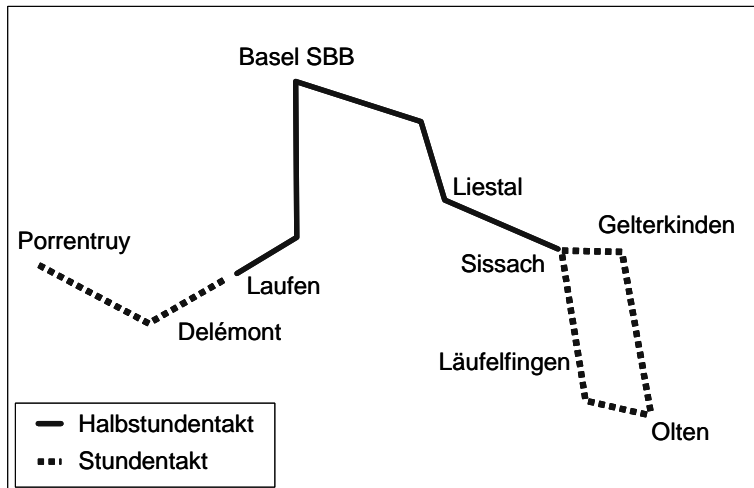 Basel SBB
Liestal
Gelterkinden
Porrentruy
Sissach
Laufen
Delémont
Läufelfingen
Halbstundentakt
Olten
Stundentakt